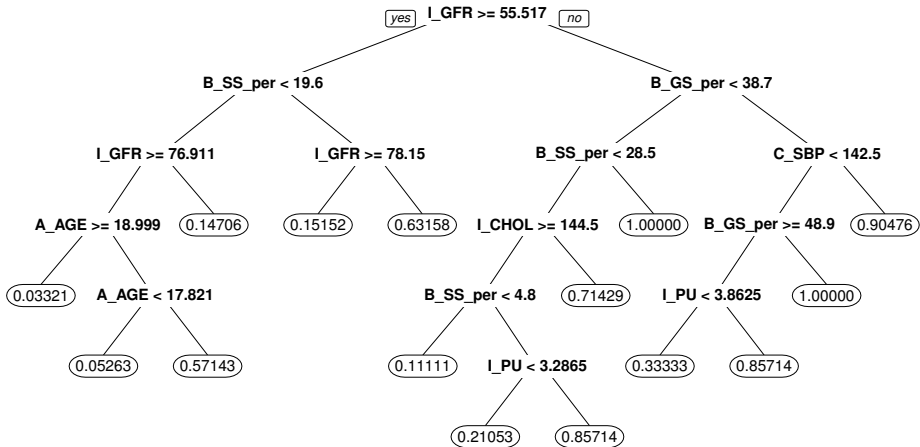 I_GFR >= 55.517
yes
no
B_SS_per < 19.6
B_GS_per < 38.7
I_GFR >= 76.911
I_GFR >= 78.15
B_SS_per < 28.5
C_SBP < 142.5
A_AGE >= 18.999
0.14706
0.15152
0.63158
I_CHOL >= 144.5
1.00000
B_GS_per >= 48.9
0.90476
0.03321
A_AGE < 17.821
B_SS_per < 4.8
0.71429
I_PU < 3.8625
1.00000
0.05263
0.57143
0.11111
I_PU < 3.2865
0.33333
0.85714
0.21053
0.85714